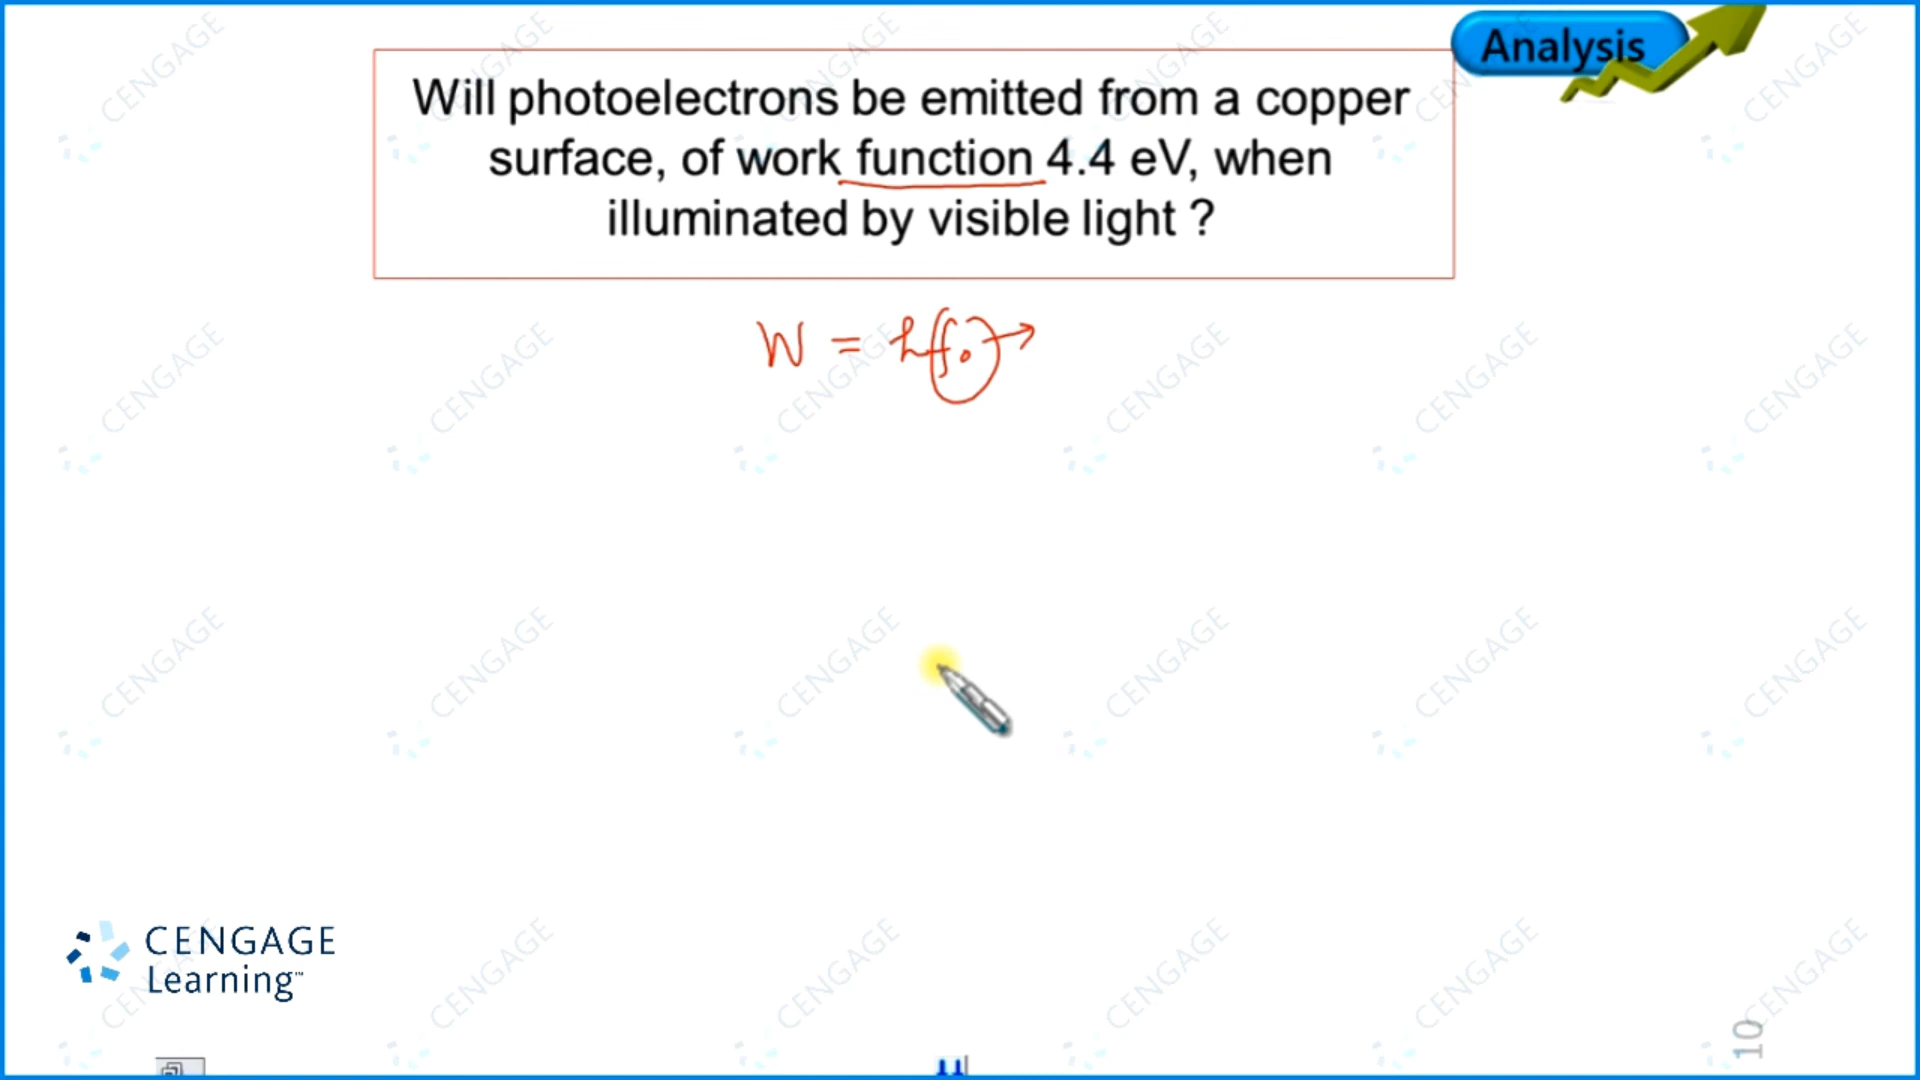 Analysis
Will photoelectrons be emitted from a copper
surface, of work function 4.4 eV, when
illuminated by visible light ?
W = hf₀ →
CENGAGE
Learning™
10